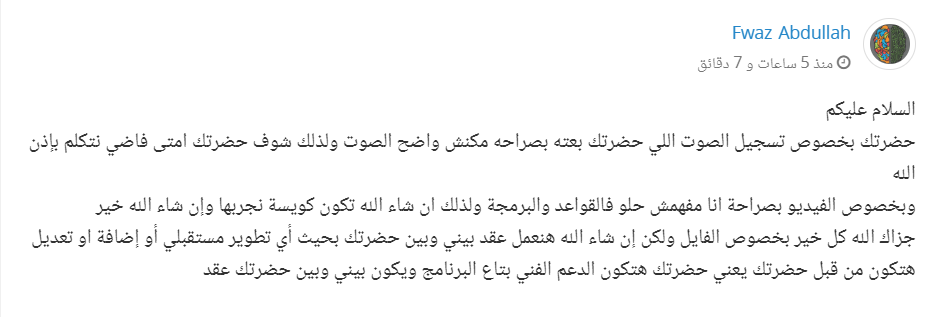 Fwaz Abdullah
منذ 5 ساعات و 7 دقائق
السلام عليكم
حضرتك بخصوص تسجيل الصوت اللي حضرتك بعته بصراحه مكنش واضح الصوت ولذلك شوف حضرتك امتى فاضي نتكلم بإذن
الله
وبخصوص الفيديو بصراحة انا مفهمش حلو فالقواعد والبرمجة ولذلك ان شاء الله تكون كويسة نجربها وإن شاء الله خير
جزاك الله كل خير بخصوص الفايل ولكن إن شاء الله هنعمل عقد بيني وبين حضرتك بحيث أي تطوير مستقبلي أو إضافة او تعديل
هتكون من قبل حضرتك يعني حضرتك هتكون الدعم الفني بتاع البرنامج ويكون بيني وبين حضرتك عقد